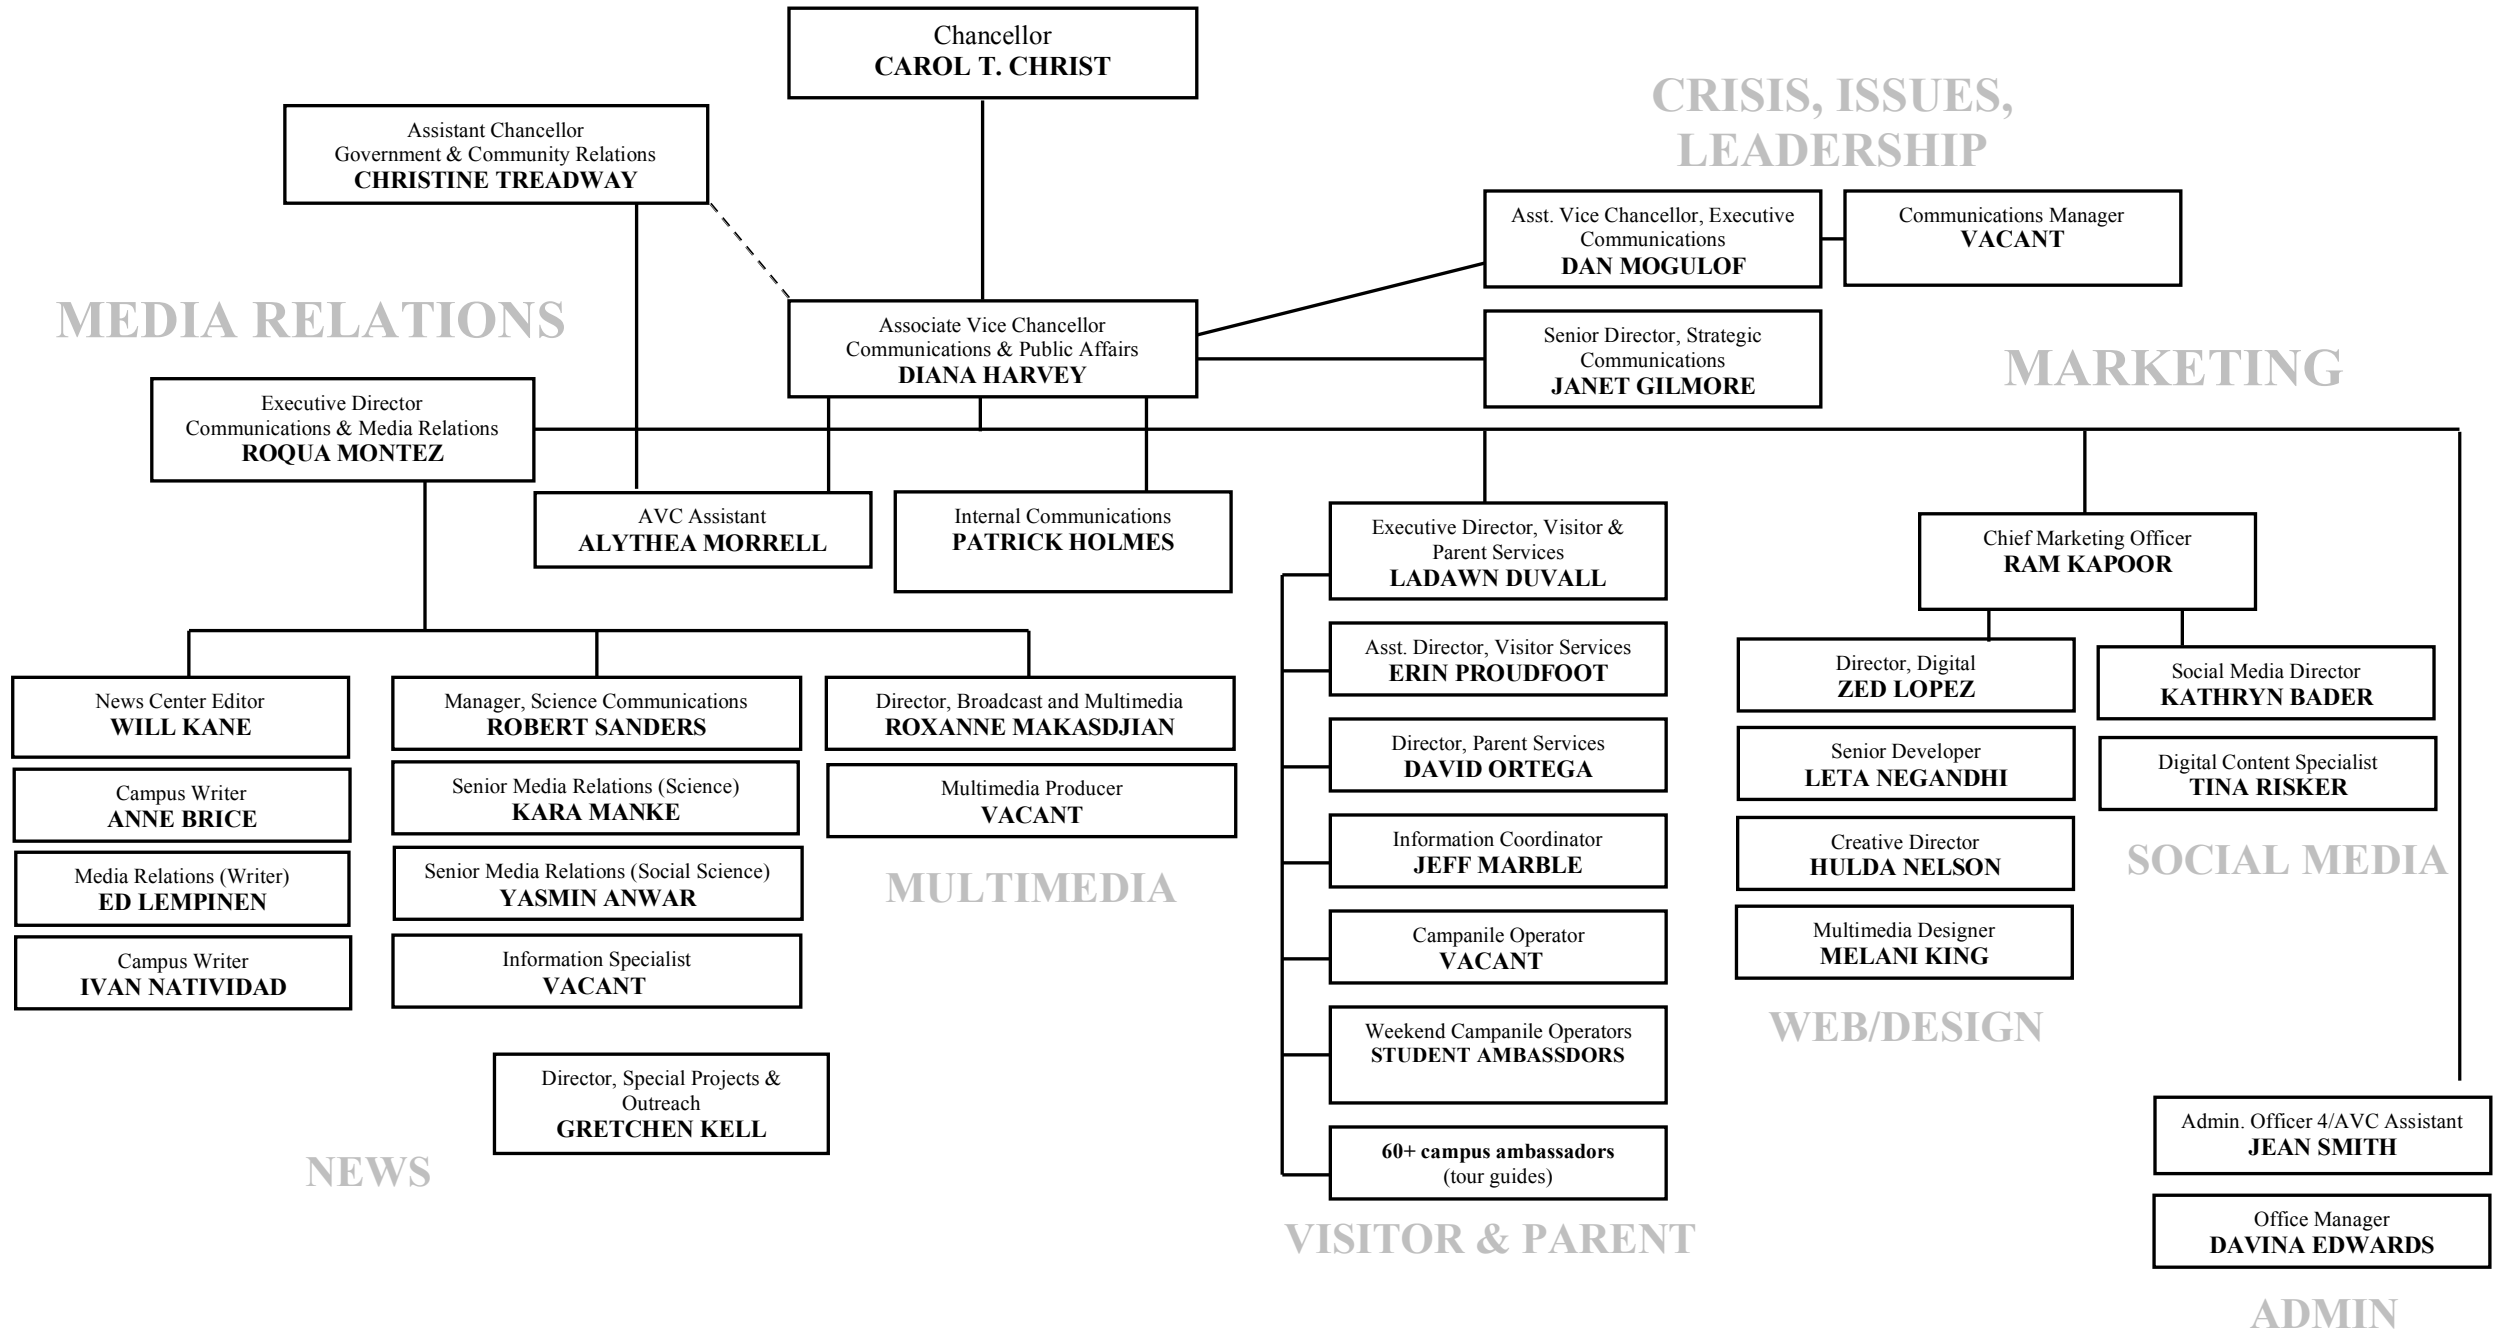 Chancellor
CAROL T. CHRIST
CRISIS, ISSUES,
LEADERSHIP
Assistant Chancellor
Government & Community Relations
CHRISTINE TREADWAY
Asst. Vice Chancellor, Executive
Communications
DAN MOGULOF
Communications Manager
VACANT
MEDIA RELATIONS
Associate Vice Chancellor
Communications & Public Affairs
DIANA HARVEY
Senior Director, Strategic
Communications
JANET GILMORE
MARKETING
Executive Director
Communications & Media Relations
ROQUA MONTEZ
AVC Assistant
ALYTHEA MORRELL
Internal Communications
PATRICK HOLMES
Executive Director, Visitor &
Parent Services
LADAWN DUVALL
Chief Marketing Officer
RAM KAPOOR
News Center Editor
WILL KANE
Campus Writer
ANNE BRICE
Media Relations (Writer)
ED LEMPINEN
Campus Writer
IVAN NATIVIDAD
Manager, Science Communications
ROBERT SANDERS
Senior Media Relations (Science)
KARA MANKE
Senior Media Relations (Social Science)
YASMIN ANWAR
Information Specialist
VACANT
Director, Special Projects &
Outreach
GRETCHEN KELL
NEWS
Director, Broadcast and Multimedia
ROXANNE MAKASDJIAN
Multimedia Producer
VACANT
MULTIMEDIA
Asst. Director, Visitor Services
ERIN PROUDFOOT
Director, Parent Services
DAVID ORTEGA
Information Coordinator
JEFF MARBLE
Campanile Operator
VACANT
Weekend Campanile Operators
STUDENT AMBASSDORS
60+ campus ambassadors
(tour guides)
VISITOR & PARENT
Director, Digital
ZED LOPEZ
Senior Developer
LETA NEGANDHI
Creative Director
HULDA NELSON
Multimedia Designer
MELANI KING
WEB/DESIGN
Social Media Director
KATHRYN BADER
Digital Content Specialist
TINA RISKER
SOCIAL MEDIA
Admin. Officer 4/AVC Assistant
JEAN SMITH
Office Manager
DAVINA EDWARDS
ADMIN